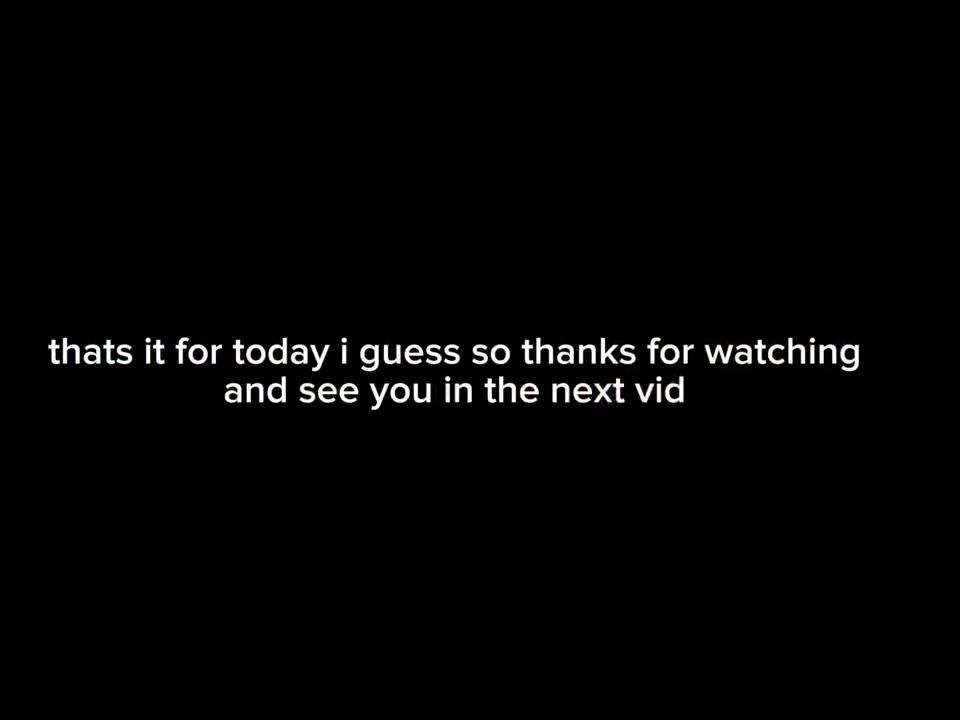 thats it for today i guess so thanks for watching
and see you in the next vid